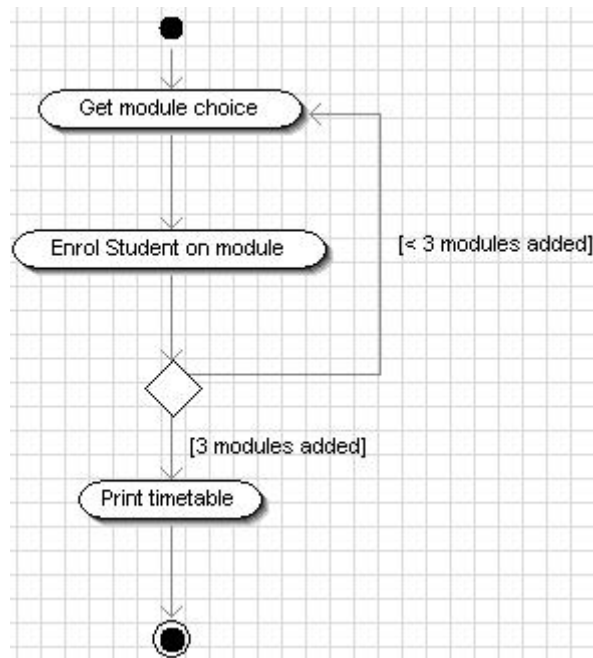 Get module choice
Enrol Student on module
[< 3 modules added]
[3 modules added]
Print timetable